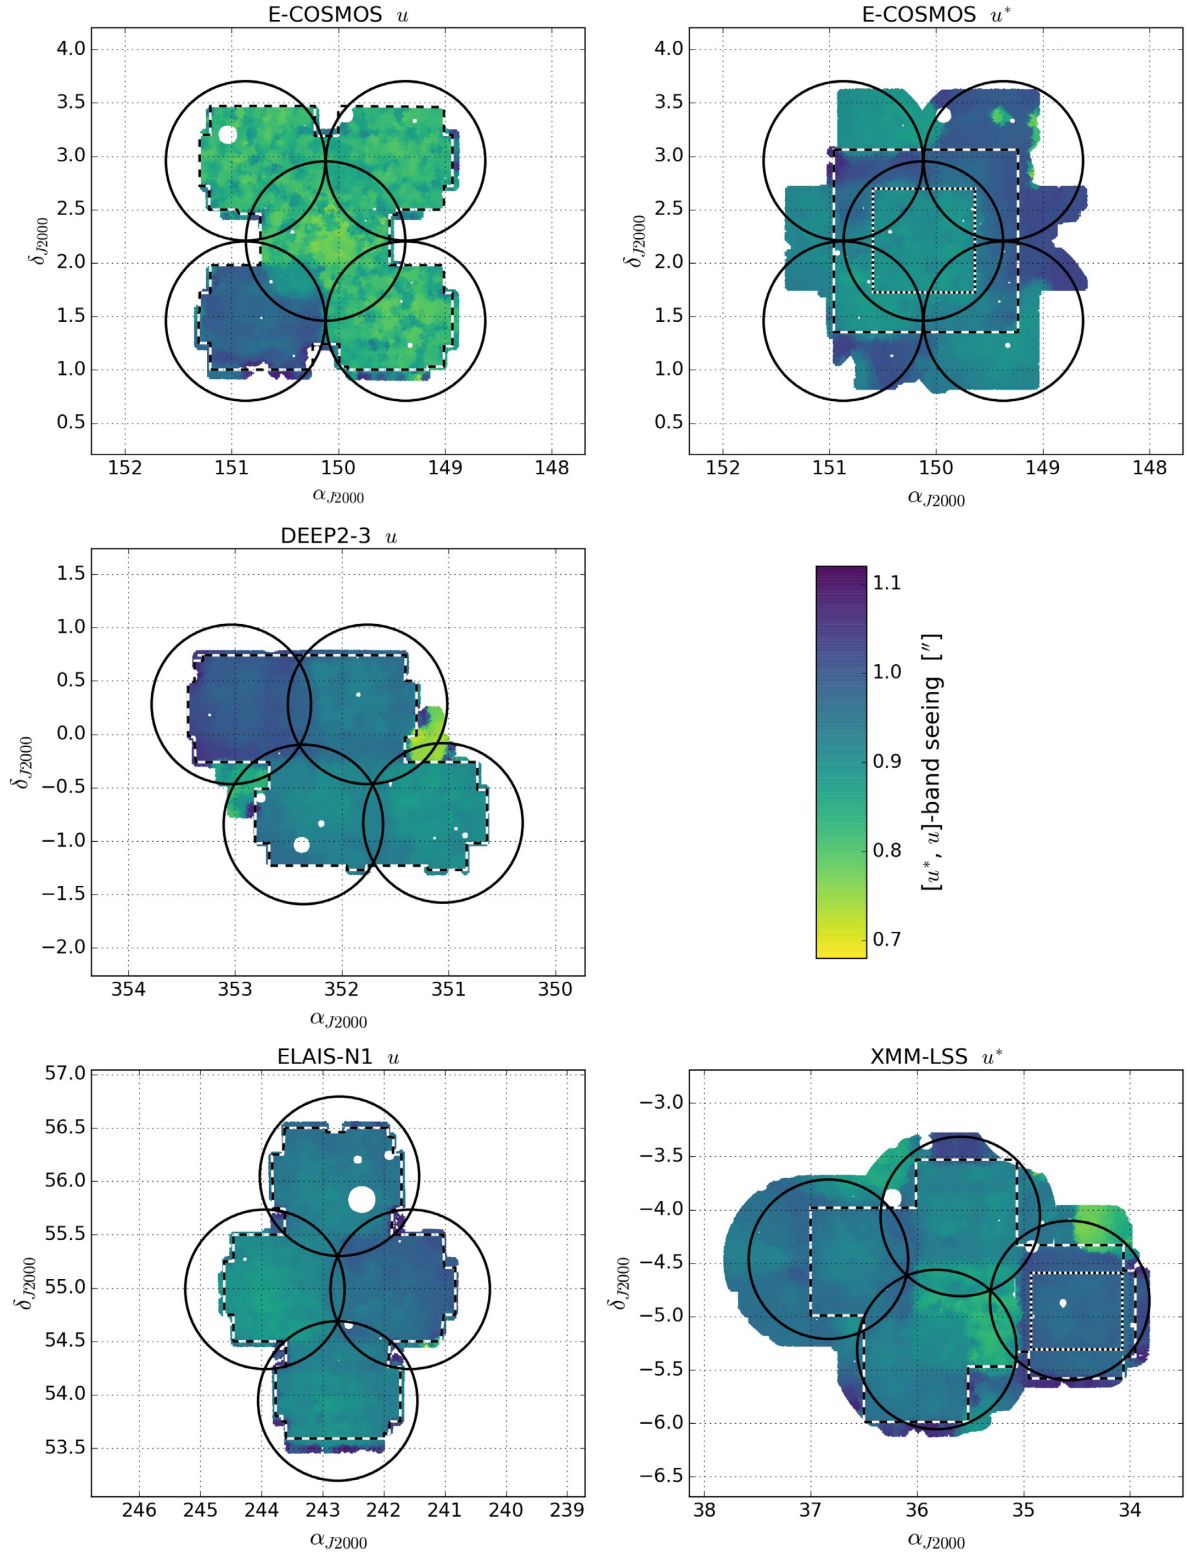 E-COSMOS u
4.0
3.5
3.0
2.5
2.0
1.5
1.0
0.5
δJ2000
152 151 150 149 148
αJ2000
E-COSMOS u*
4.0
3.5
3.0
2.5
2.0
1.5
1.0
0.5
δJ2000
152 151 150 149 148
αJ2000
DEEP2-3 u
1.5
1.0
0.5
0.0
−0.5
−1.0
−1.5
−2.0
δJ2000
354 353 352 351 350
αJ2000
1.1
1.0
0.9
0.8
0.7
[u*, u]-band seeing [″]
ELAIS-N1 u
57.0
56.5
56.0
55.5
55.0
54.5
54.0
53.5
δJ2000
246 245 244 243 242 241 240 239
αJ2000
XMM-LSS u*
−3.0
−3.5
−4.0
−4.5
−5.0
−5.5
−6.0
−6.5
δJ2000
38 37 36 35 34
αJ2000